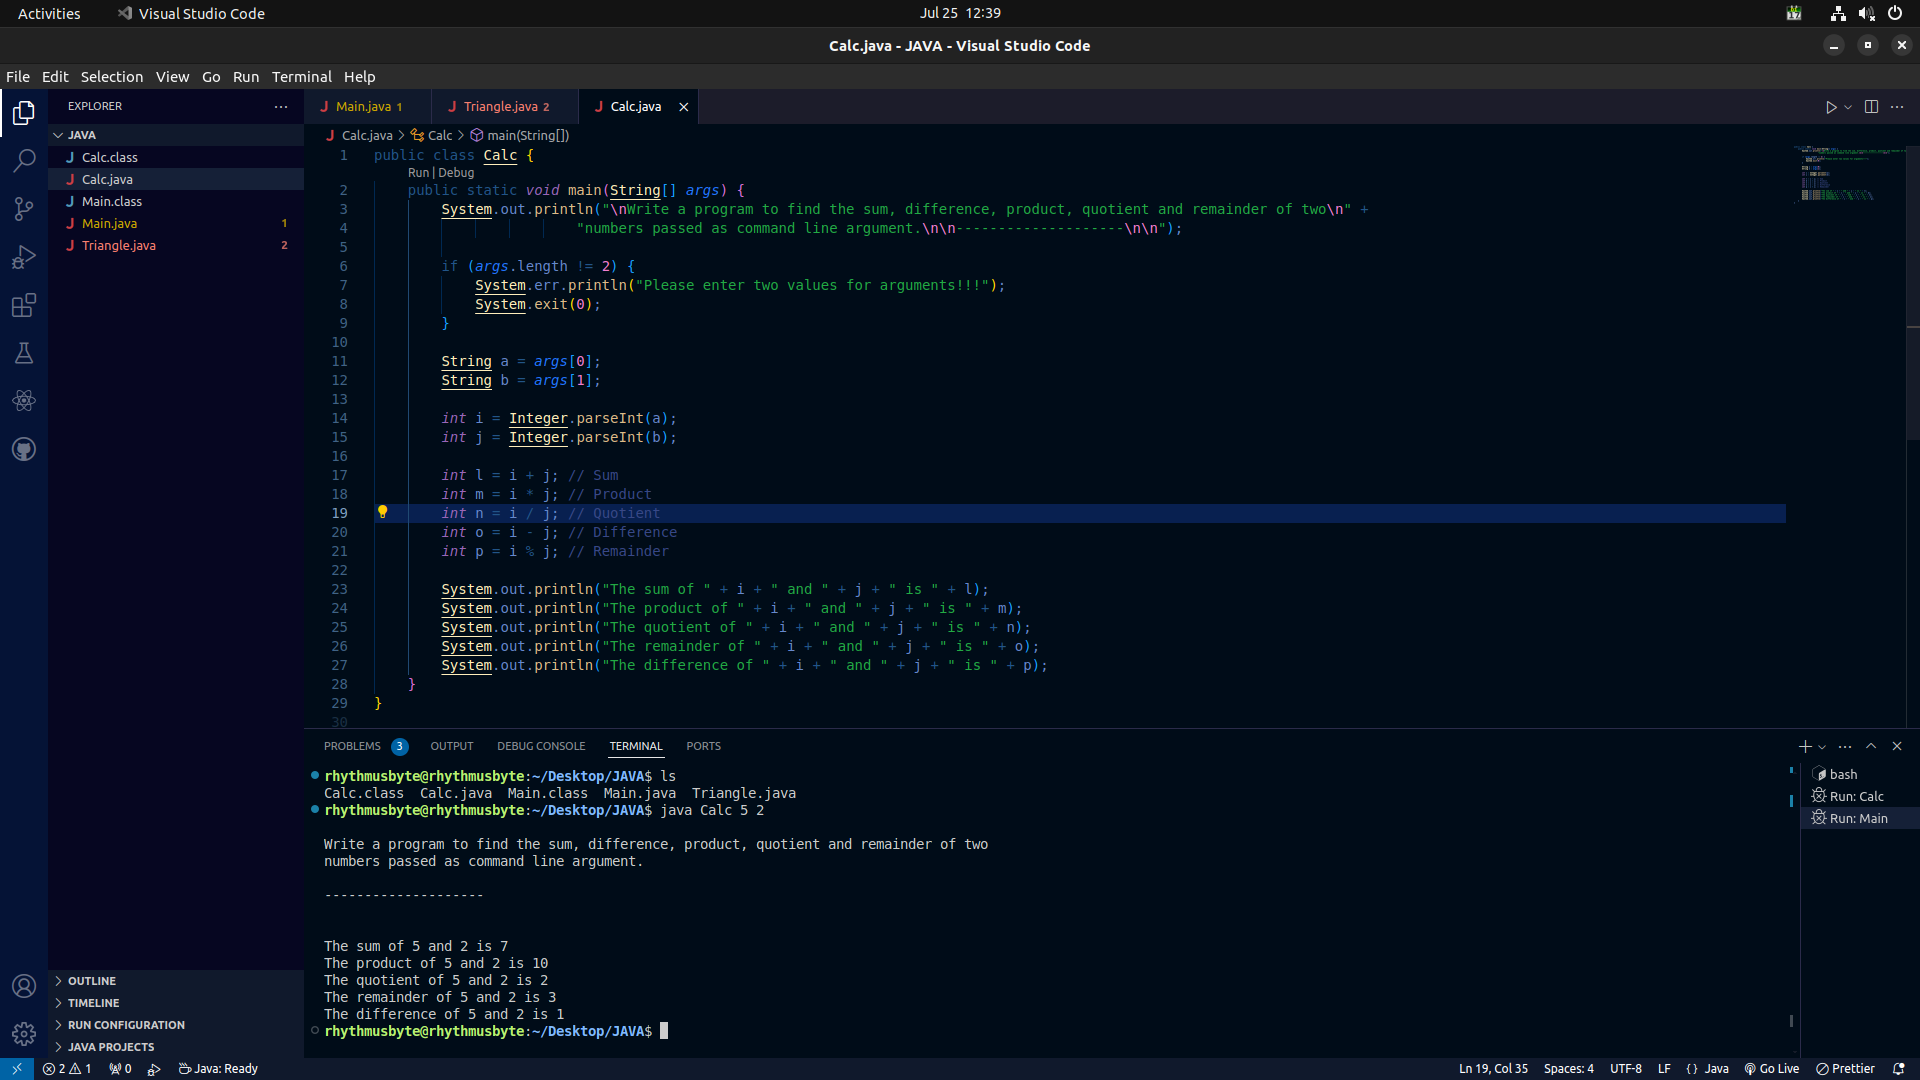 Activities Visual Studio Code Jul 25 12:39
Calc.java - JAVA - Visual Studio Code
File Edit Selection View Go Run Terminal Help
EXPLORER
JAVA
Calc.class
Calc.java
Main.class
Main.java 1
Triangle.java 2
OUTLINE
TIMELINE
RUN CONFIGURATION
JAVA PROJECTS
Main.java 1 Triangle.java 2 Calc.java
Calc.java > Calc > main(String[])
1 public class Calc {
Run | Debug
2 public static void main(String[] args) {
3 System.out.println("\nWrite a program to find the sum, difference, product, quotient and remainder of two\n" +
4 "numbers passed as command line argument.\n\n--------------------\n\n");
5
6 if (args.length != 2) {
7 System.err.println("Please enter two values for arguments!!!");
8 System.exit(0);
9 }
10
11 String a = args[0];
12 String b = args[1];
13
14 int i = Integer.parseInt(a);
15 int j = Integer.parseInt(b);
16
17 int l = i + j; // Sum
18 int m = i * j; // Product
19 int n = i / j; // Quotient
20 int o = i - j; // Difference
21 int p = i % j; // Remainder
22
23 System.out.println("The sum of " + i + " and " + j + " is " + l);
24 System.out.println("The product of " + i + " and " + j + " is " + m);
25 System.out.println("The quotient of " + i + " and " + j + " is " + n);
26 System.out.println("The remainder of " + i + " and " + j + " is " + o);
27 System.out.println("The difference of " + i + " and " + j + " is " + p);
28 }
29 }
30
PROBLEMS 3 OUTPUT DEBUG CONSOLE TERMINAL PORTS
rhythmusbyte@rhythmusbyte:~/Desktop/JAVA$ ls
Calc.class Calc.java Main.class Main.java Triangle.java
rhythmusbyte@rhythmusbyte:~/Desktop/JAVA$ java Calc 5 2
Write a program to find the sum, difference, product, quotient and remainder of two
numbers passed as command line argument.
--------------------
The sum of 5 and 2 is 7
The product of 5 and 2 is 10
The quotient of 5 and 2 is 2
The remainder of 5 and 2 is 3
The difference of 5 and 2 is 1
rhythmusbyte@rhythmusbyte:~/Desktop/JAVA$
bash
Run: Calc
Run: Main
2 1 0 Java: Ready Ln 19, Col 35 Spaces: 4 UTF-8 LF {} Java Go Live Prettier